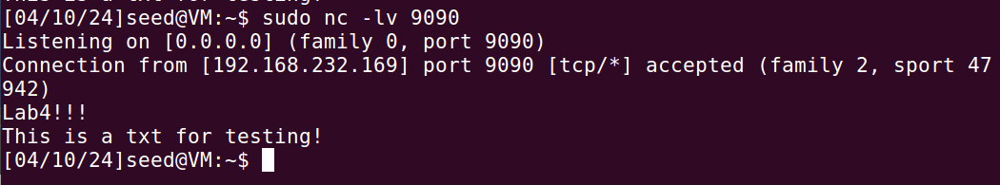 [04/10/24]seed@VM:~$ sudo nc -lv 9090
Listening on [0.0.0.0] (family 0, port 9090)
Connection from [192.168.232.169] port 9090 [tcp/*] accepted (family 2, sport 47
942)
Lab4!!!
This is a txt for testing!
[04/10/24]seed@VM:~$